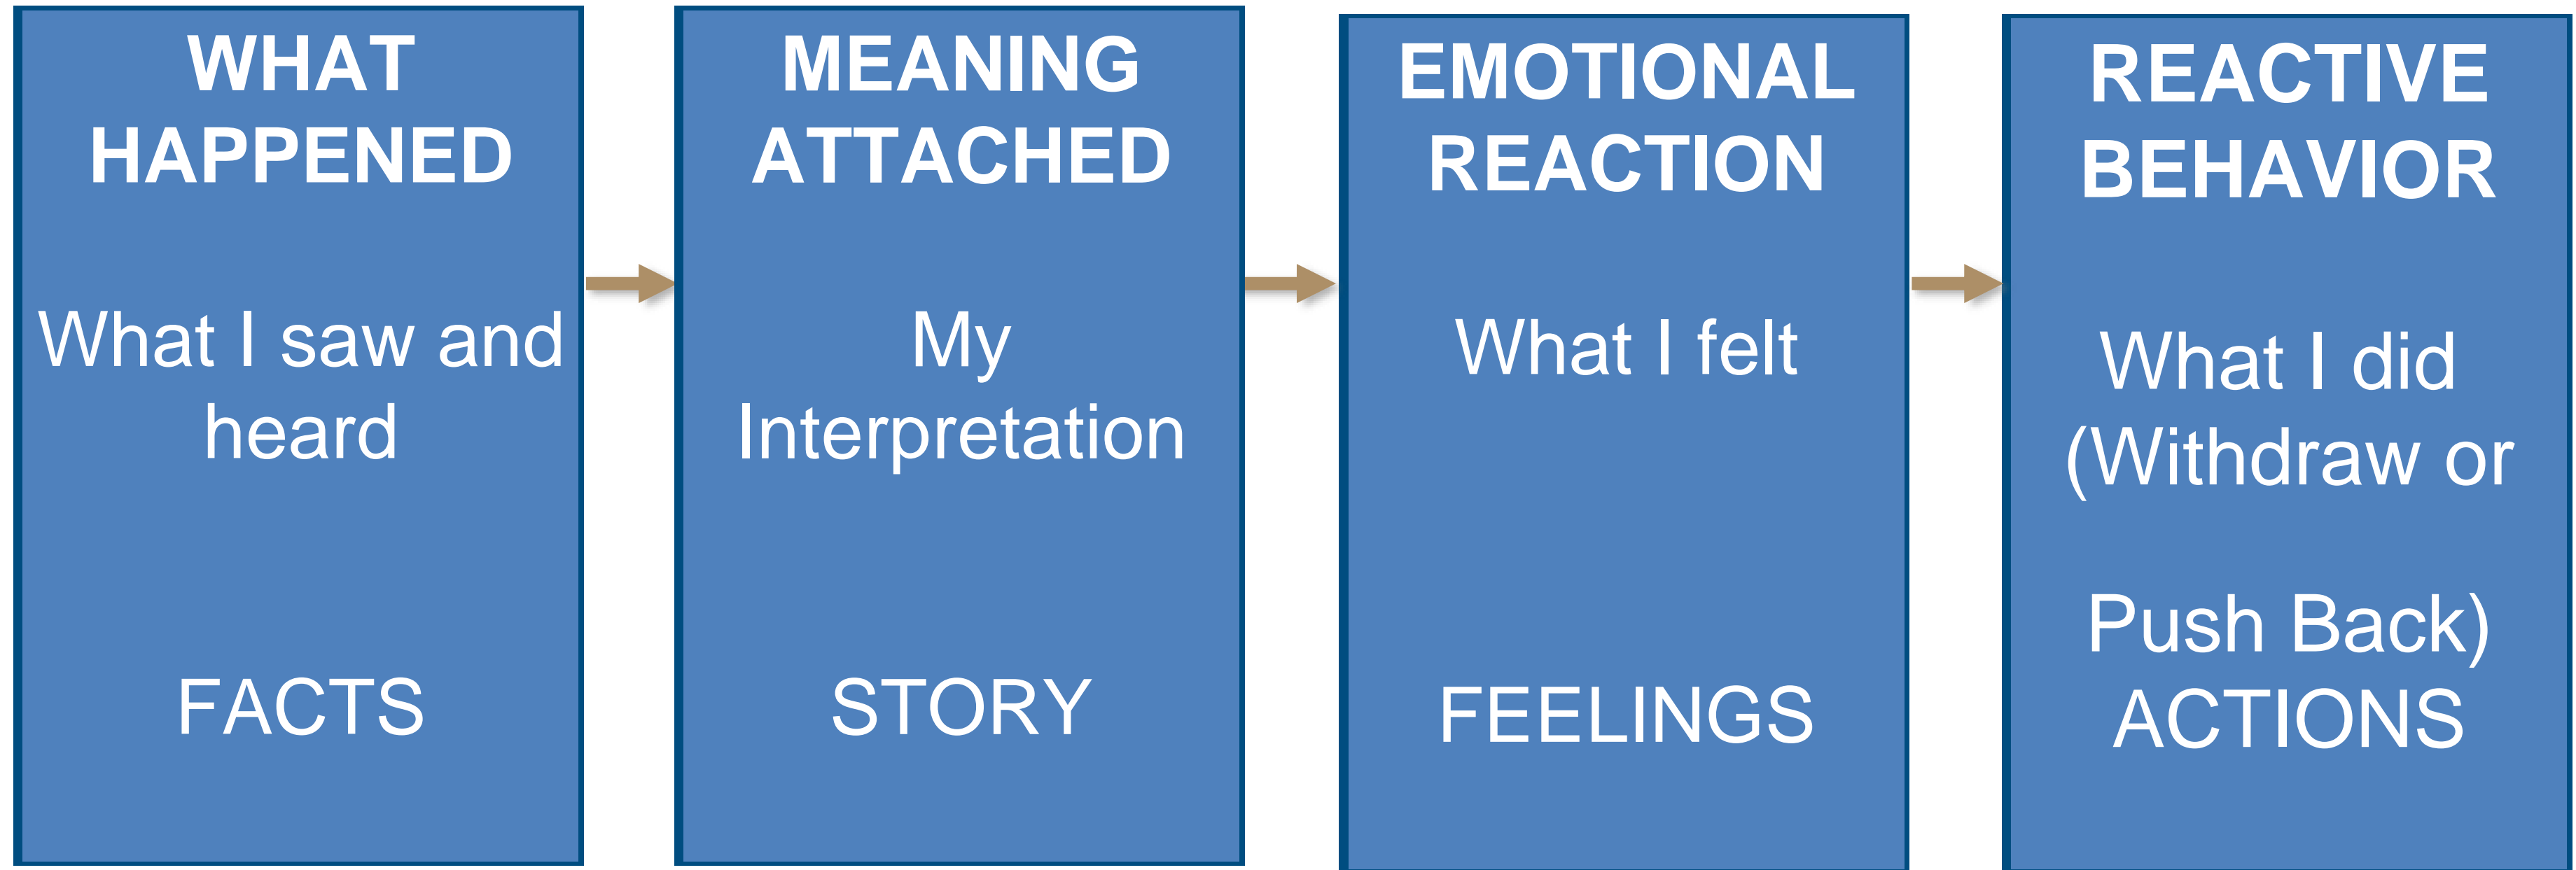 WHAT
HAPPENED
What I saw and
heard
FACTS
MEANING
ATTACHED
My
Interpretation
STORY
EMOTIONAL
REACTION
What I felt
FEELINGS
REACTIVE
BEHAVIOR
What I did
(Withdraw or
Push Back)
ACTIONS